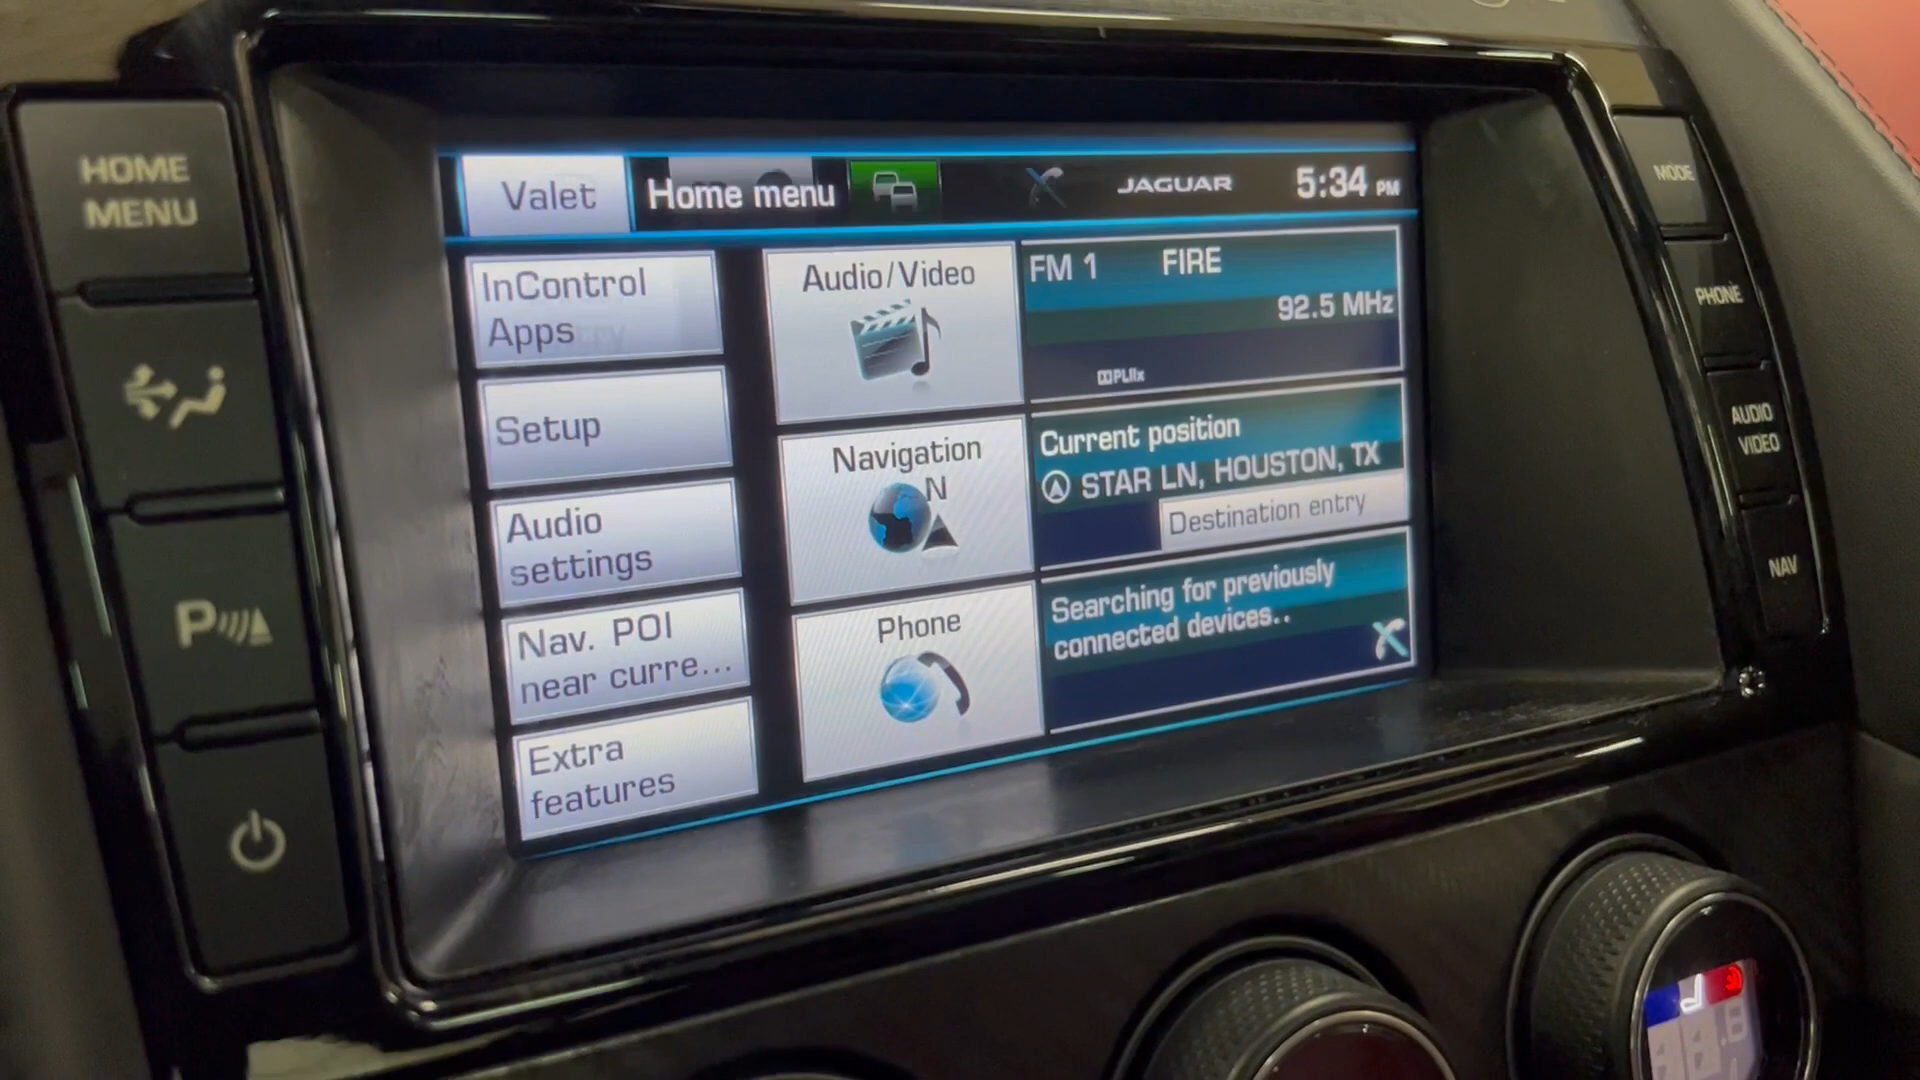 HOME
MENU
Valet
Home menu
JAGUAR
5:34 PM
InControl
Apps
Setup
Audio
settings
Nav. POI
near curre...
Extra
features
Audio/Video
Navigation
N
Phone
FM 1 FIRE
92.5 MHz
PLIIx
Current position
STAR LN, HOUSTON, TX
Destination entry
Searching for previously
connected devices..
P
MODE
PHONE
AUDIO
VIDEO
NAV